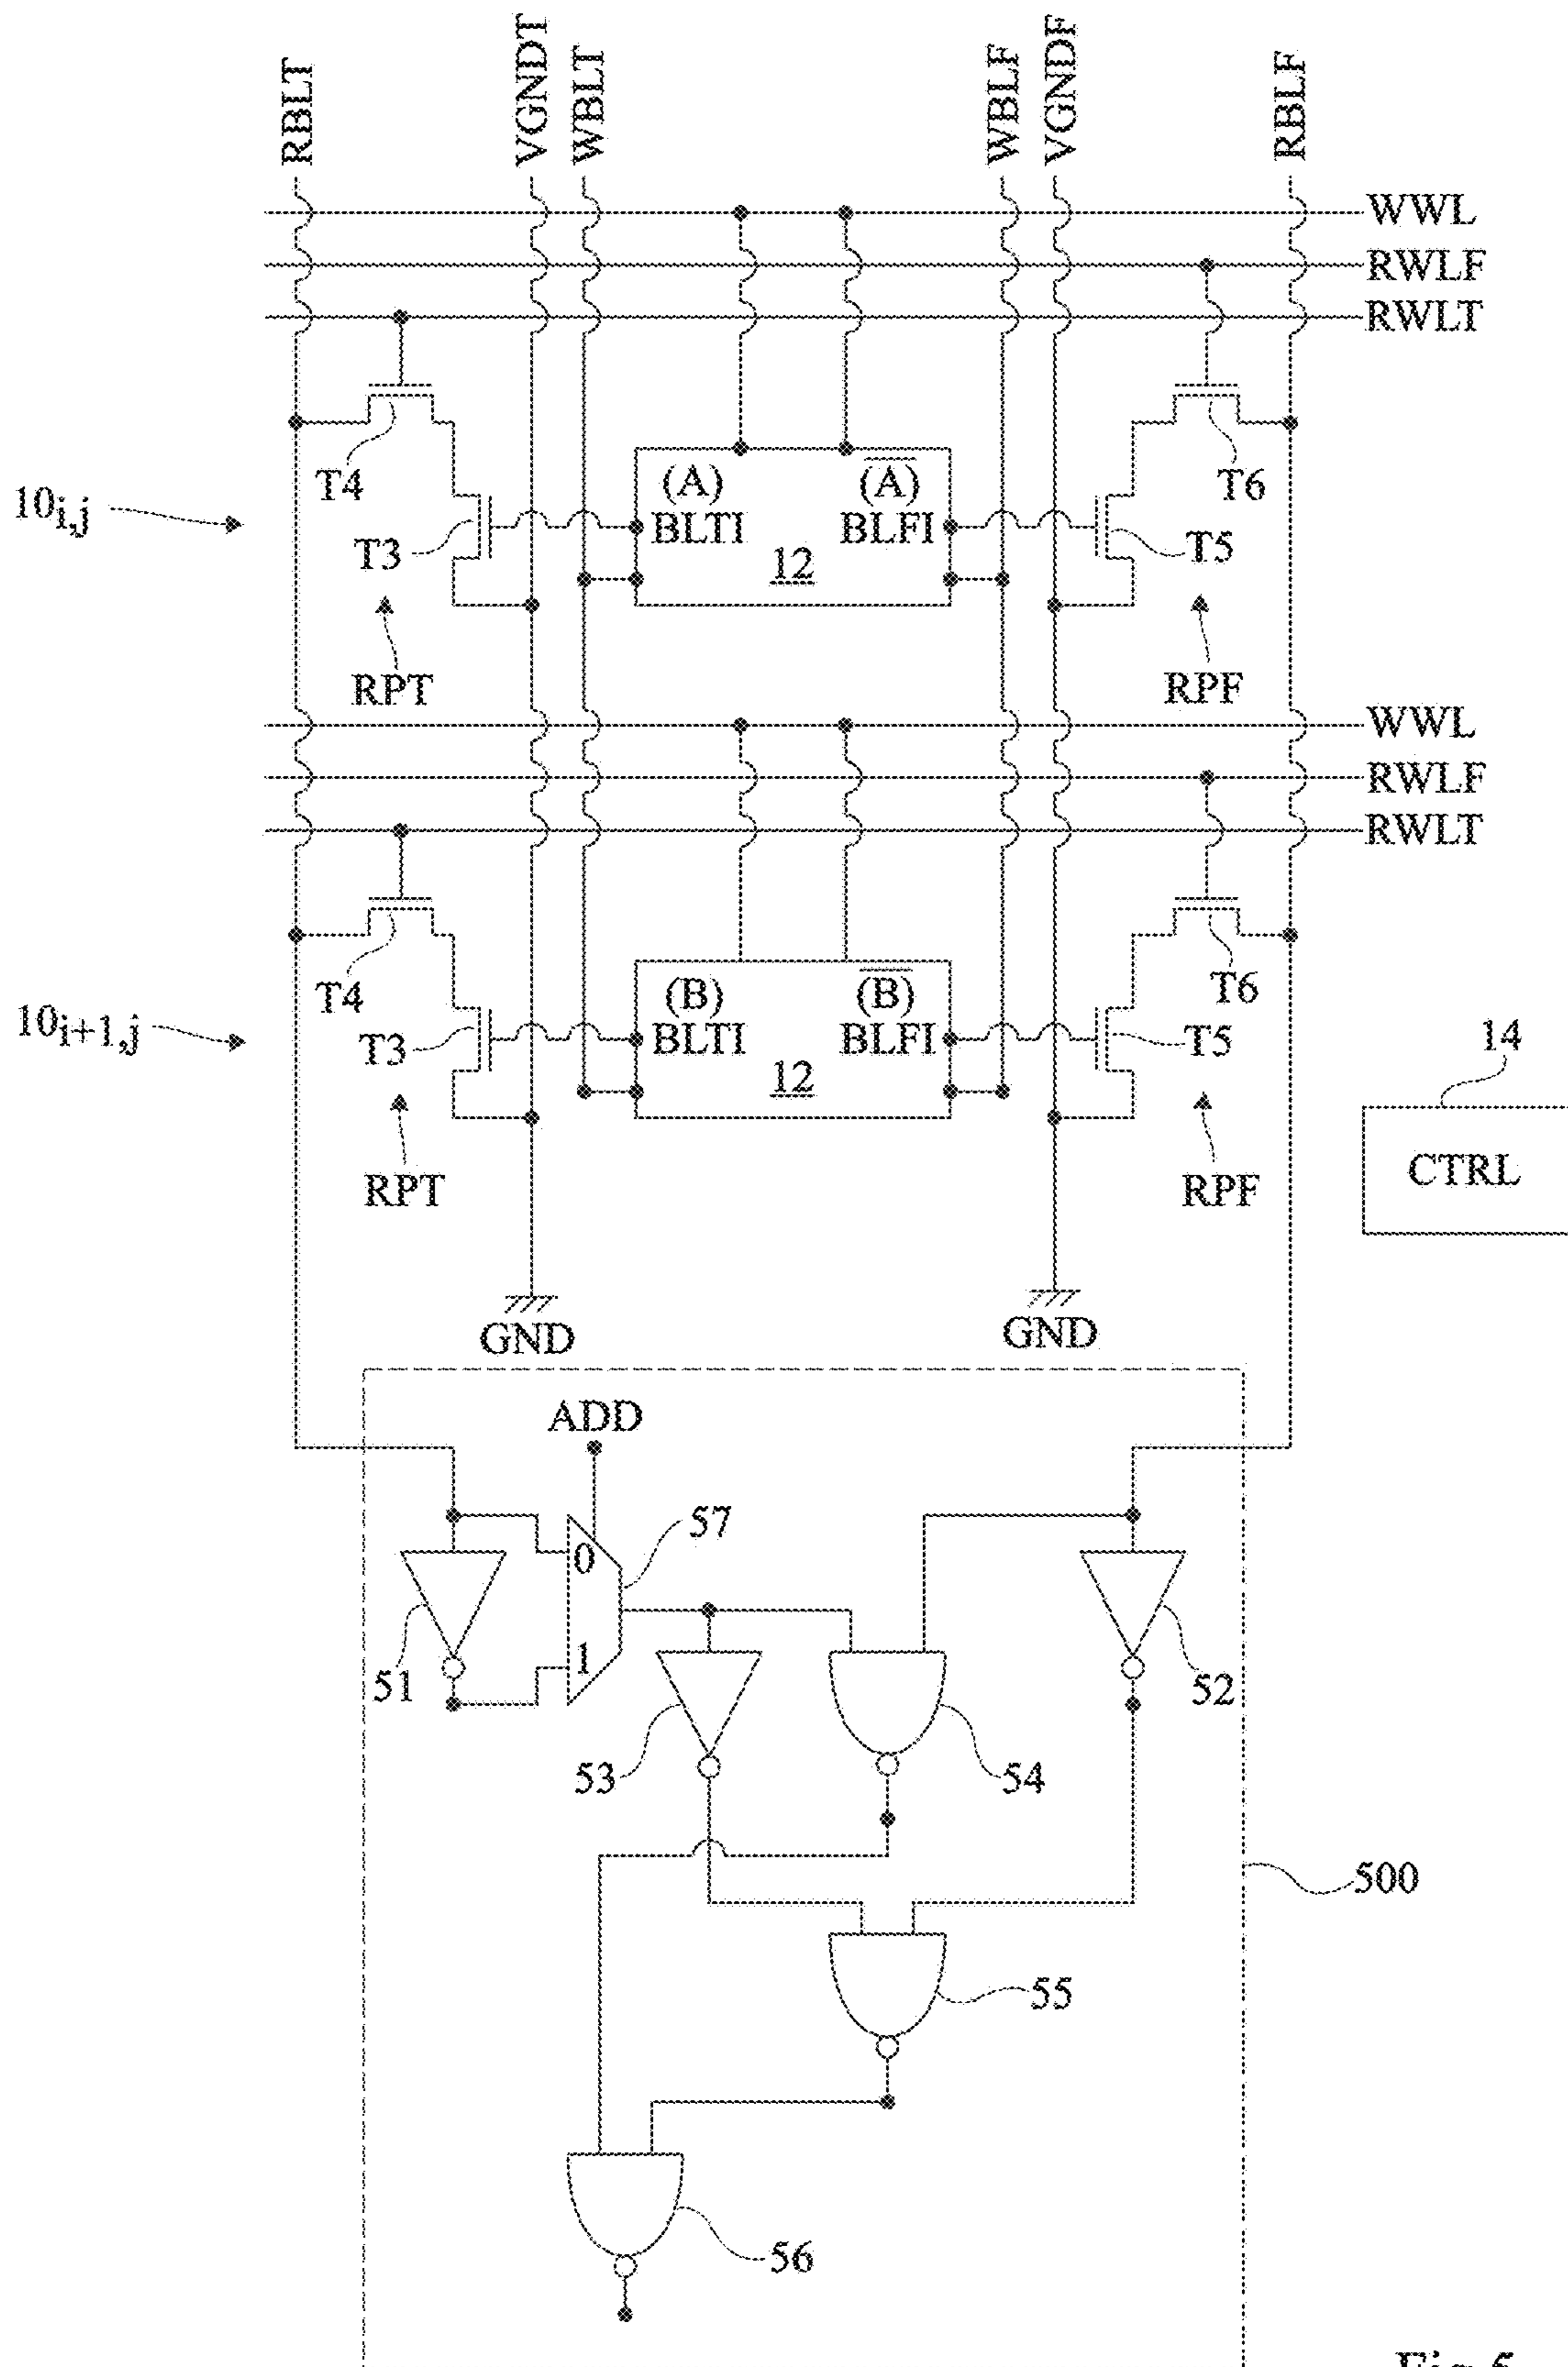 RBLT
VGNDT
WBLT
WBLF
VGNDF
RBLF
WWL
RWLF
RWLT
T4
(A)
(A)
T6
10i,j
T3
BLTI
BLFI
T5
12
RPT
RPF
WWL
RWLF
RWLT
T4
(B)
(B)
T6
10i+1,j
T3
BLTI
BLFI
T5
14
12
CTRL
RPT
RPF
GND
GND
ADD
57
0
1
51
52
53
54
500
55
56